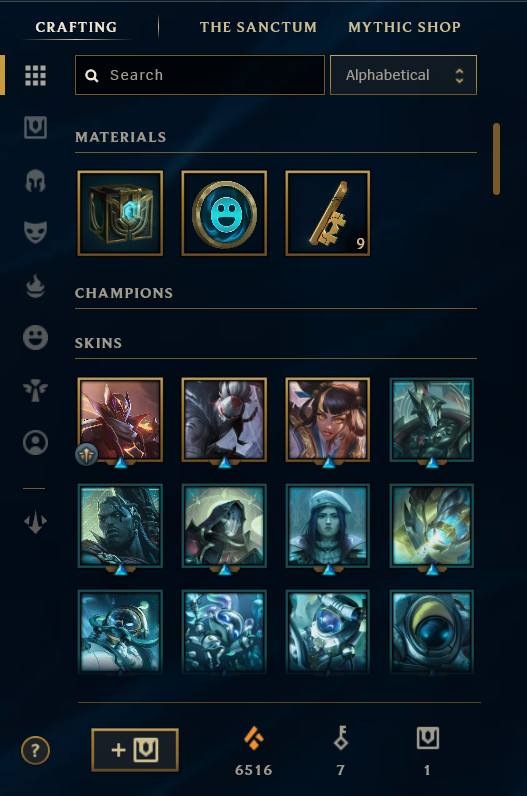 CRAFTING THE SANCTUM MYTHIC SHOP
Search Alphabetical
MATERIALS
9
CHAMPIONS
SKINS
? + 6516 7 1